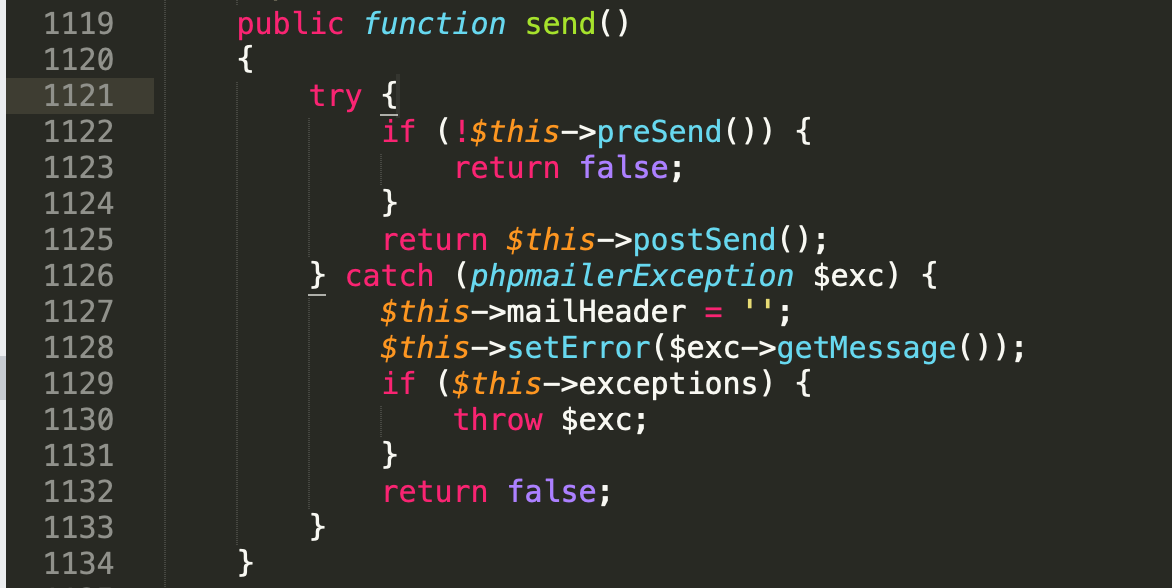 1119 public function send()
1120 {
1121 try {
1122 if (!$this->preSend()) {
1123 return false;
1124 }
1125 return $this->postSend();
1126 } catch (phpmailerException $exc) {
1127 $this->mailHeader = '';
1128 $this->setError($exc->getMessage());
1129 if ($this->exceptions) {
1130 throw $exc;
1131 }
1132 return false;
1133 }
1134 }